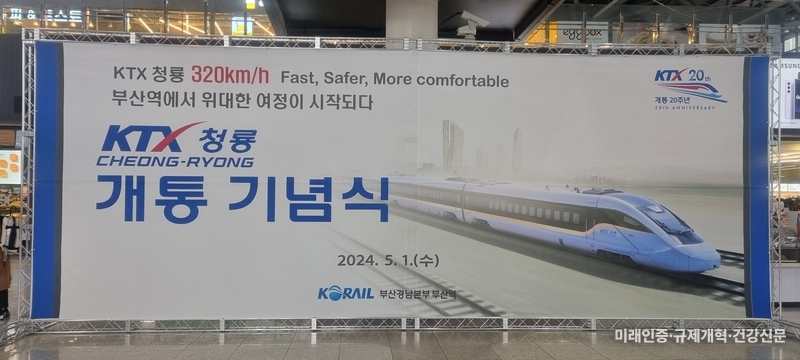 KTX 청룡 320km/h Fast, Safer, More comfortable
부산역에서 위대한 여정이 시작되다
KTX 20th
개통 20주년
20TH ANNIVERSARY
KTX 청룡
CHEONG-RYONG
개통 기념식
KTX
2024. 5. 1.(수)
KORAIL 부산경남본부 부산역
미래인증·규제개혁·건강신문